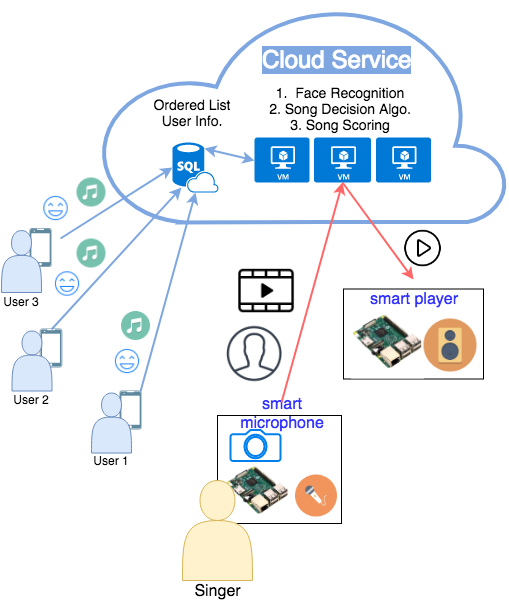 Cloud Service
1. Face Recognition
2. Song Decision Algo.
3. Song Scoring
Ordered List
User Info.
SQL
VM
VM
VM
User 3
User 2
User 1
smart player
smart
microphone
Singer